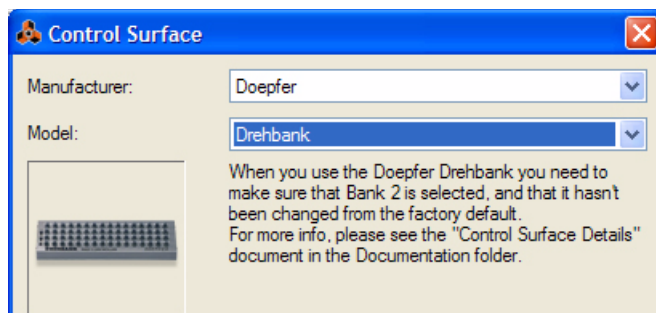 Control Surface
Manufacturer:
Doepfer
Model:
Drehbank
When you use the Doepfer Drehbank you need to
make sure that Bank 2 is selected, and that it hasn't
been changed from the factory default.
For more info, please see the "Control Surface Details"
document in the Documentation folder.